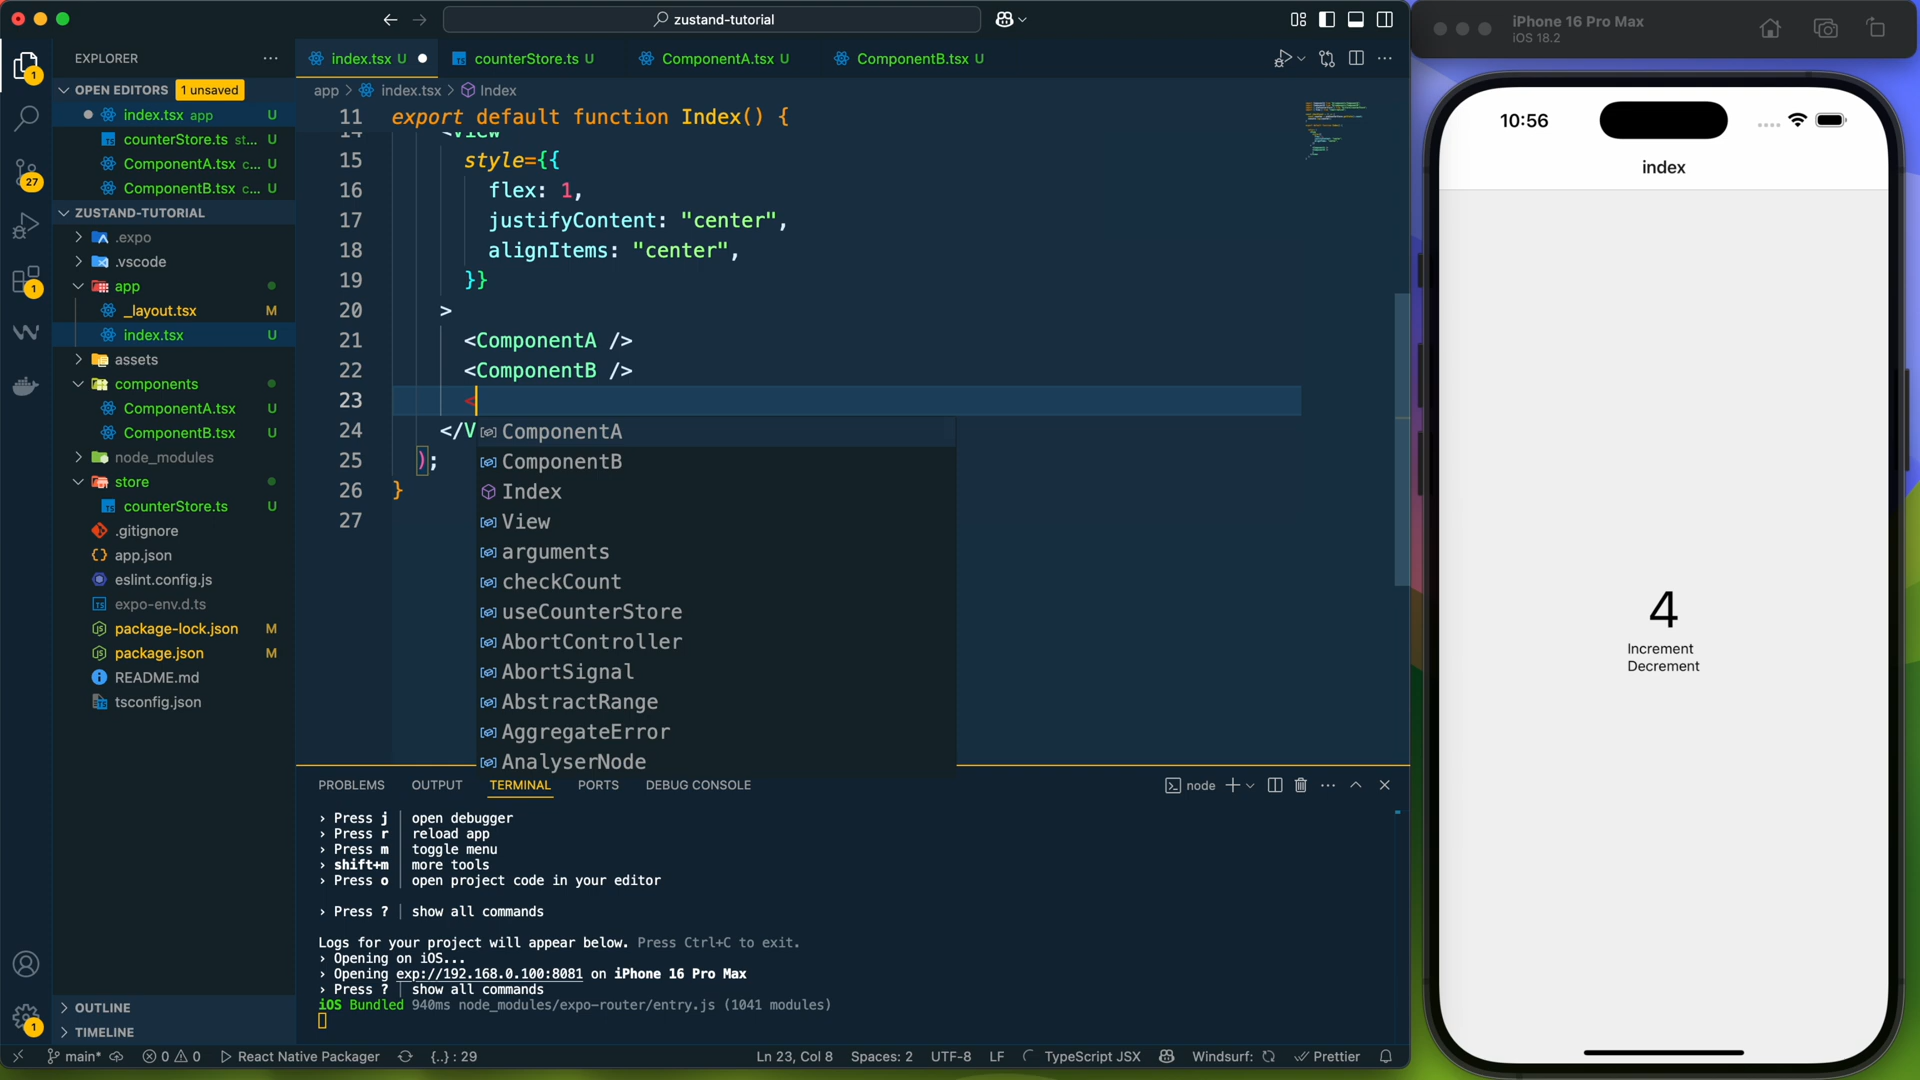 zustand-tutorial
EXPLORER
OPEN EDITORS 1 unsaved
index.tsx app U
counterStore.ts st... U
ComponentA.tsx c... U
ComponentB.tsx c... U
ZUSTAND-TUTORIAL
.expo
.vscode
app
_layout.tsx M
index.tsx U
assets
components
ComponentA.tsx U
ComponentB.tsx U
node_modules
store
counterStore.ts U
.gitignore
app.json
eslint.config.js
expo-env.d.ts
package-lock.json M
package.json M
README.md
tsconfig.json
OUTLINE
TIMELINE
1
27
1
1
index.tsx U
counterStore.ts U
ComponentA.tsx U
ComponentB.tsx U
app > index.tsx > Index
11 export default function Index() {
14 <View
15 style={{
16 flex: 1,
17 justifyContent: "center",
18 alignItems: "center",
19 }}
20 >
21 <ComponentA />
22 <ComponentB />
23 <
24 </V
25 );
26 }
27
ComponentA
ComponentB
Index
View
arguments
checkCount
useCounterStore
AbortController
AbortSignal
AbstractRange
AggregateError
AnalyserNode
PROBLEMS OUTPUT TERMINAL PORTS DEBUG CONSOLE
node
› Press j │ open debugger
› Press r │ reload app
› Press m │ toggle menu
› shift+m │ more tools
› Press o │ open project code in your editor
› Press ? │ show all commands
Logs for your project will appear below. Press Ctrl+C to exit.
› Opening on iOS...
› Opening exp://192.168.0.100:8081 on iPhone 16 Pro Max
› Press ? │ show all commands
iOS Bundled 940ms node_modules/expo-router/entry.js (1041 modules)
main* 0 0 React Native Packager {..} : 29 Ln 23, Col 8 Spaces: 2 UTF-8 LF TypeScript JSX Windsurf: Prettier
iPhone 16 Pro Max
iOS 18.2
10:56
index
4
Increment
Decrement